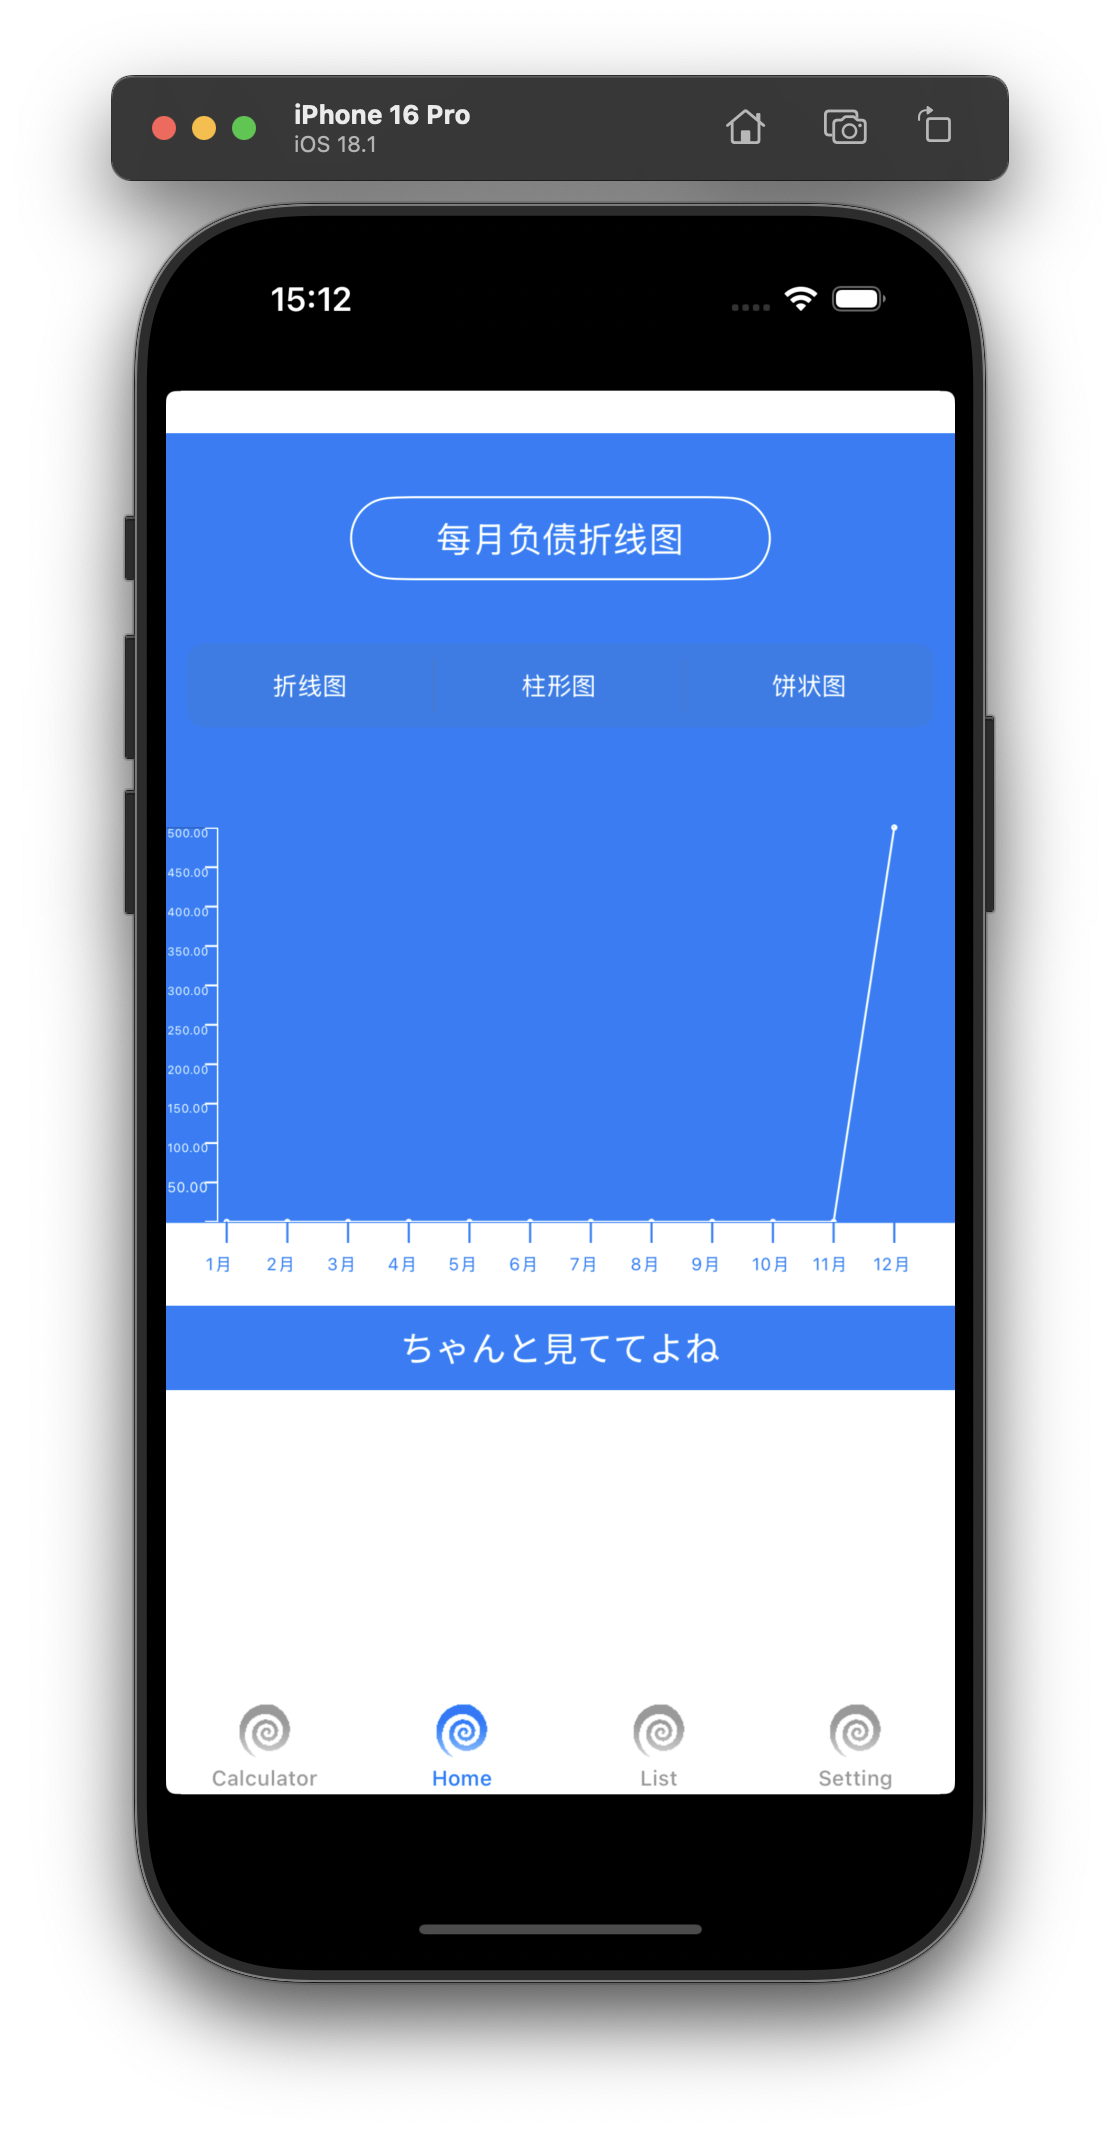 iPhone 16 Pro
iOS 18.1
15:12
每月负债折线图
折线图 柱形图 饼状图
500.00
450.00
400.00
350.00
300.00
250.00
200.00
150.00
100.00
50.00
1月 2月 3月 4月 5月 6月 7月 8月 9月 10月 11月 12月
ちゃんと見ててよね
Calculator Home List Setting